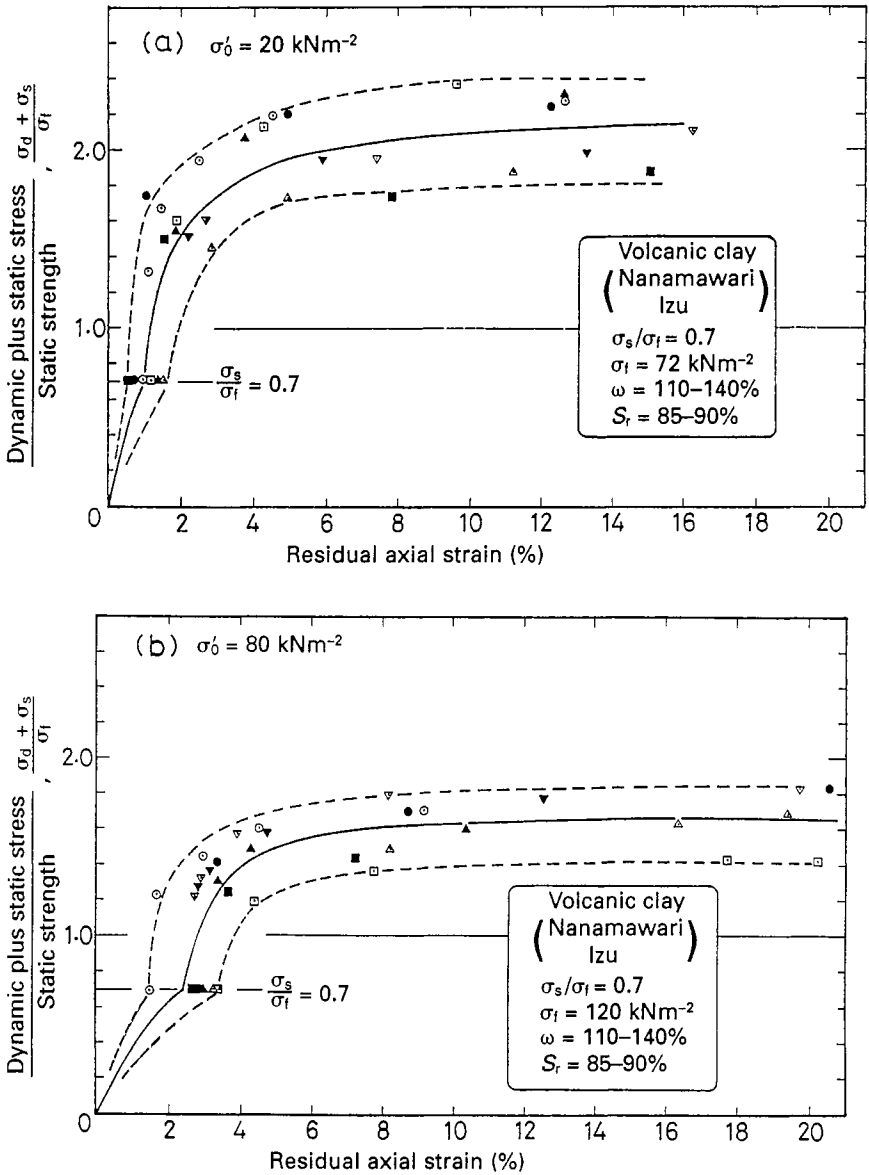 (a) σ′₀ = 20 kNm⁻²
Dynamic plus static stress / Static strength , σd + σs / σf
2.0
1.0
0
σs / σf = 0.7
Volcanic clay
(Nanamawari
Izu)
σs/σf = 0.7
σf = 72 kNm⁻²
ω = 110–140%
Sr = 85–90%
2 4 6 8 10 12 14 16 18 20
Residual axial strain (%)
(b) σ′₀ = 80 kNm⁻²
Dynamic plus static stress / Static strength , σd + σs / σf
2.0
1.0
0
σs / σf = 0.7
Volcanic clay
(Nanamawari
Izu)
σs/σf = 0.7
σf = 120 kNm⁻²
ω = 110–140%
Sr = 85–90%
2 4 6 8 10 12 14 16 18 20
Residual axial strain (%)